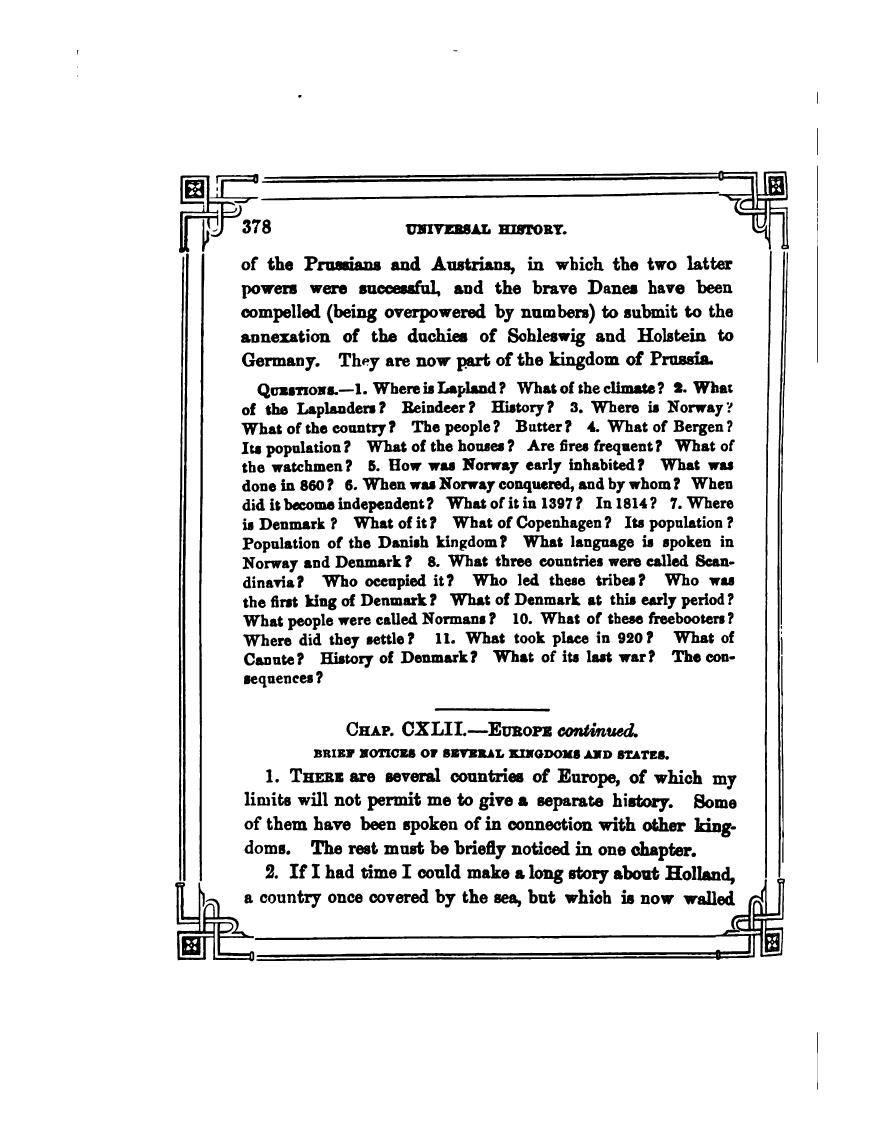 378 UNIVERSAL HISTORY.
of the Prussians and Austrians, in which the two latter
powers were successful, and the brave Danes have been
compelled (being overpowered by numbers) to submit to the
annexation of the duchies of Schleswig and Holstein to
Germany. They are now part of the kingdom of Prussia.
QUESTIONS.—1. Where is Lapland? What of the climate? 2. What
of the Laplanders? Reindeer? History? 3. Where is Norway?
What of the country? The people? Butter? 4. What of Bergen?
Its population? What of the houses? Are fires frequent? What of
the watchmen? 5. How was Norway early inhabited? What was
done in 860? 6. When was Norway conquered, and by whom? When
did it become independent? What of it in 1397? In 1814? 7. Where
is Denmark? What of it? What of Copenhagen? Its population?
Population of the Danish kingdom? What language is spoken in
Norway and Denmark? 8. What three countries were called Scan-
dinavia? Who occupied it? Who led these tribes? Who was
the first king of Denmark? What of Denmark at this early period?
What people were called Normans? 10. What of these freebooters?
Where did they settle? 11. What took place in 920? What of
Canute? History of Denmark? What of its last war? The con-
sequences?
CHAP. CXLII.—EUROPE continued.
BRIEF NOTICES OF SEVERAL KINGDOMS AND STATES.
1. THERE are several countries of Europe, of which my
limits will not permit me to give a separate history. Some
of them have been spoken of in connection with other king-
doms. The rest must be briefly noticed in one chapter.
2. If I had time I could make a long story about Holland,
a country once covered by the sea, but which is now walled